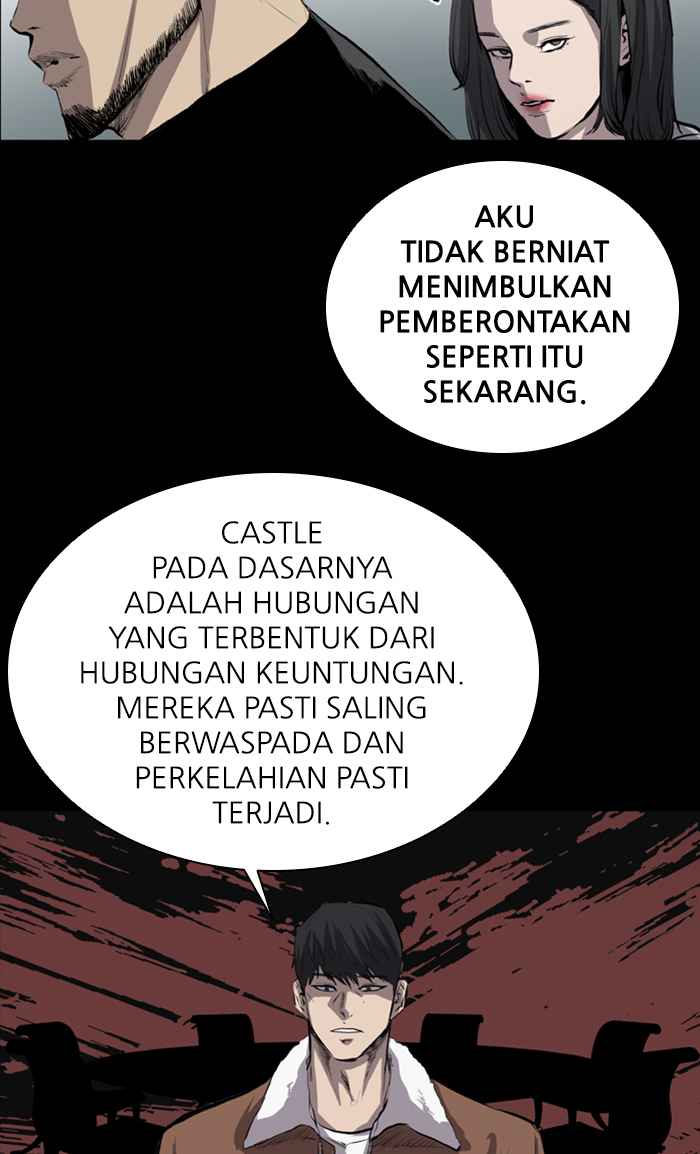 AKU
TIDAK BERNIAT
MENIMBULKAN
PEMBERONTAKAN
SEPERTI ITU
SEKARANG.
CASTLE
PADA DASARNYA
ADALAH HUBUNGAN
YANG TERBENTUK DARI
HUBUNGAN KEUNTUNGAN.
MEREKA PASTI SALING
BERWASPADA DAN
PERKELAHIAN PASTI
TERJADI.